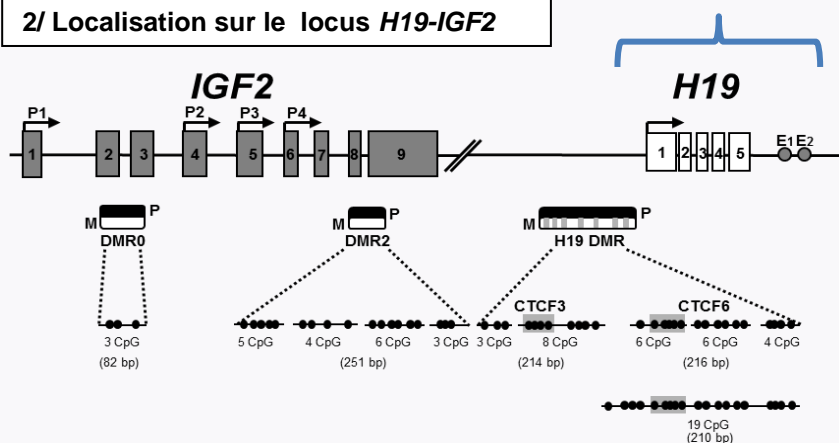 2/ Localisation sur le locus H19-IGF2
IGF2
H19
P1
P2
P3
P4
E1 E2
1
2
3
4
5
6
7
8
9
1
2
3
4
5
M
P
DMR0
M
P
DMR2
M
P
H19 DMR
CTCF3
CTCF6
3 CpG
5 CpG
4 CpG
6 CpG
3 CpG
3 CpG
8 CpG
6 CpG
6 CpG
4 CpG
(82 bp)
(251 bp)
(214 bp)
(216 bp)
19 CpG
(210 bp)